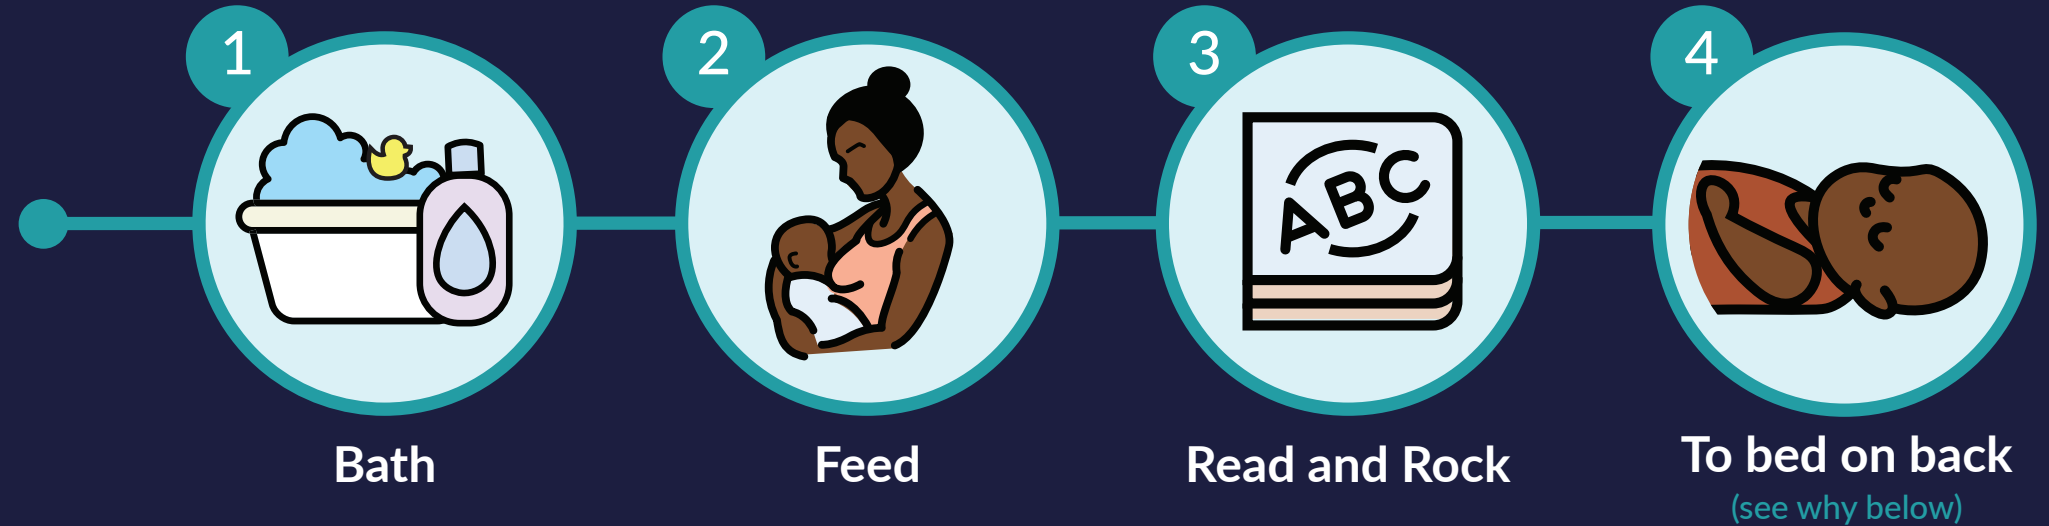 1
2
3
4
ABC
Bath
Feed
Read and Rock
To bed on back
(see why below)